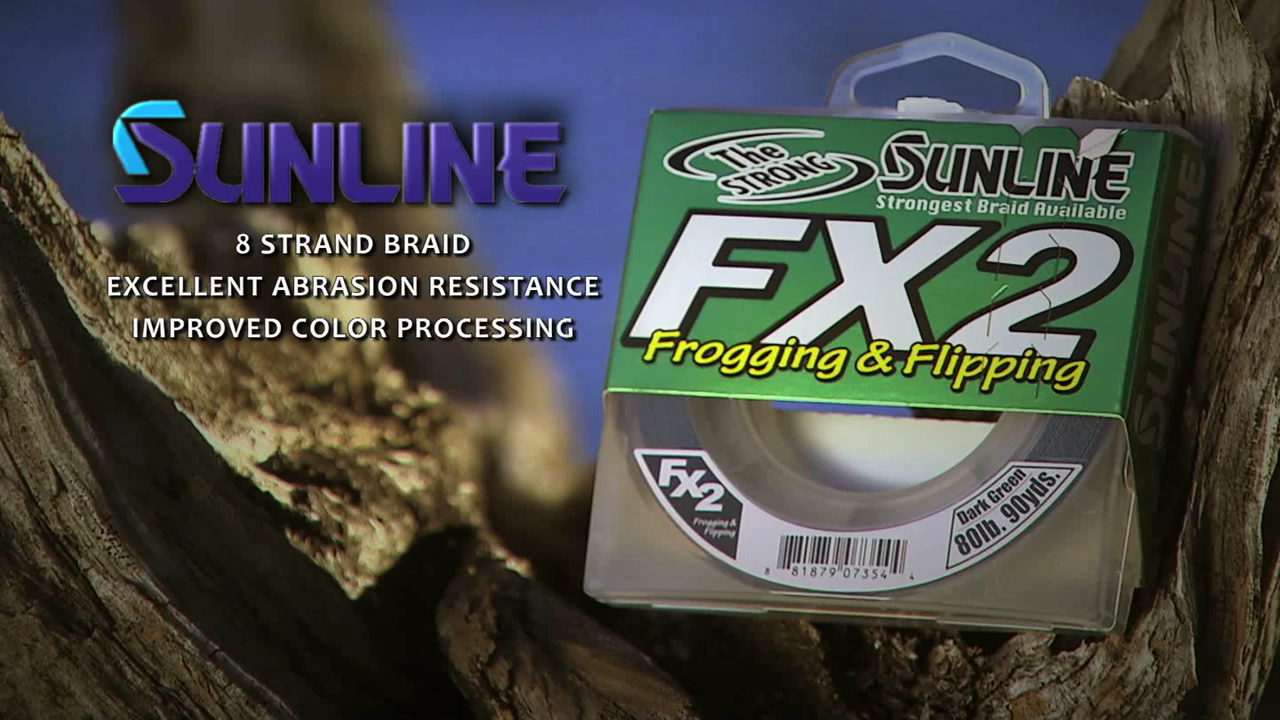 SUNLINE
8 STRAND BRAID
EXCELLENT ABRASION RESISTANCE
IMPROVED COLOR PROCESSING
The STRONG
SUNLINE
Strongest Braid Available
FX2
Frogging & Flipping
SUNLINE
FX2
Frogging &
Flipping
8 81879 07354 4
Dark Green
80lb. 90yds.